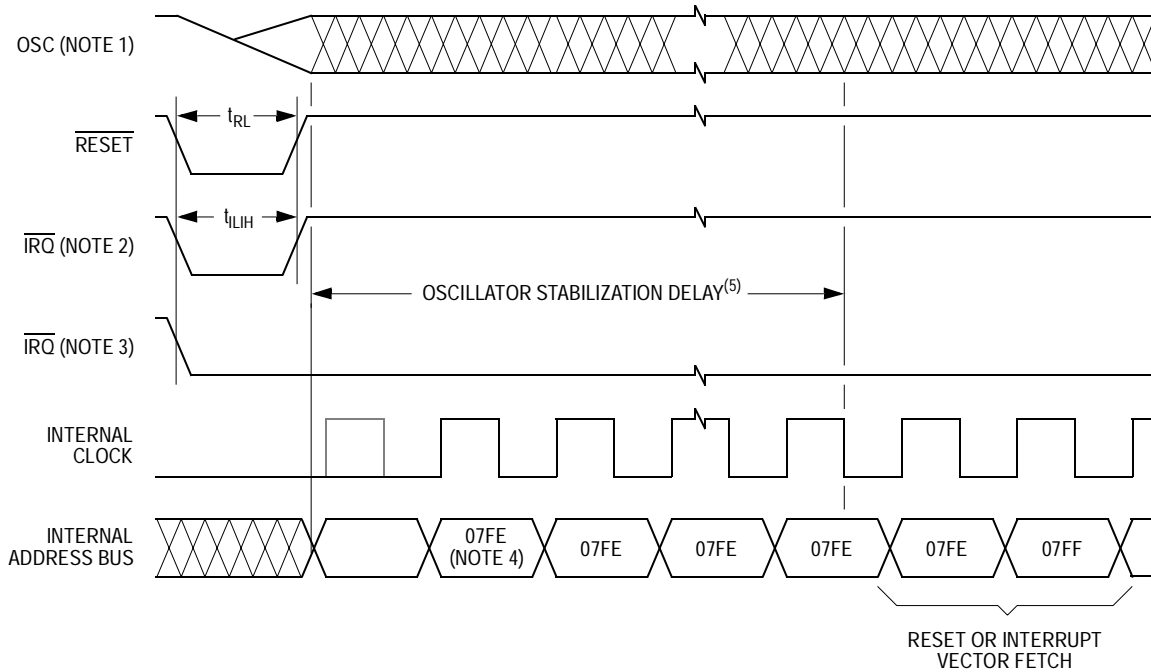 OSC (NOTE 1)
t_RL
RESET
t_ILIH
IRQ (NOTE 2)
OSCILLATOR STABILIZATION DELAY(5)
IRQ (NOTE 3)
INTERNAL
CLOCK
INTERNAL
ADDRESS BUS
07FE
(NOTE 4)
07FE
07FE
07FE
07FE
07FF
RESET OR INTERRUPT
VECTOR FETCH